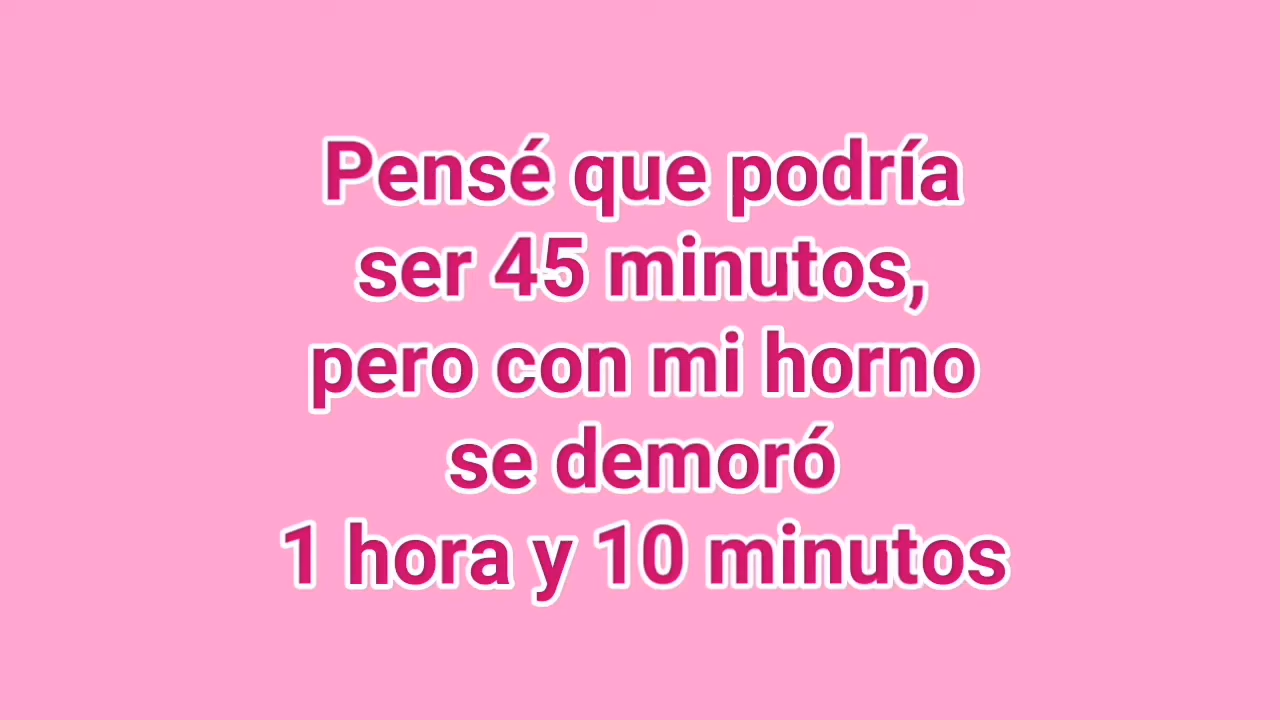 Pensé que podría
ser 45 minutos,
pero con mi horno
se demoró
1 hora y 10 minutos